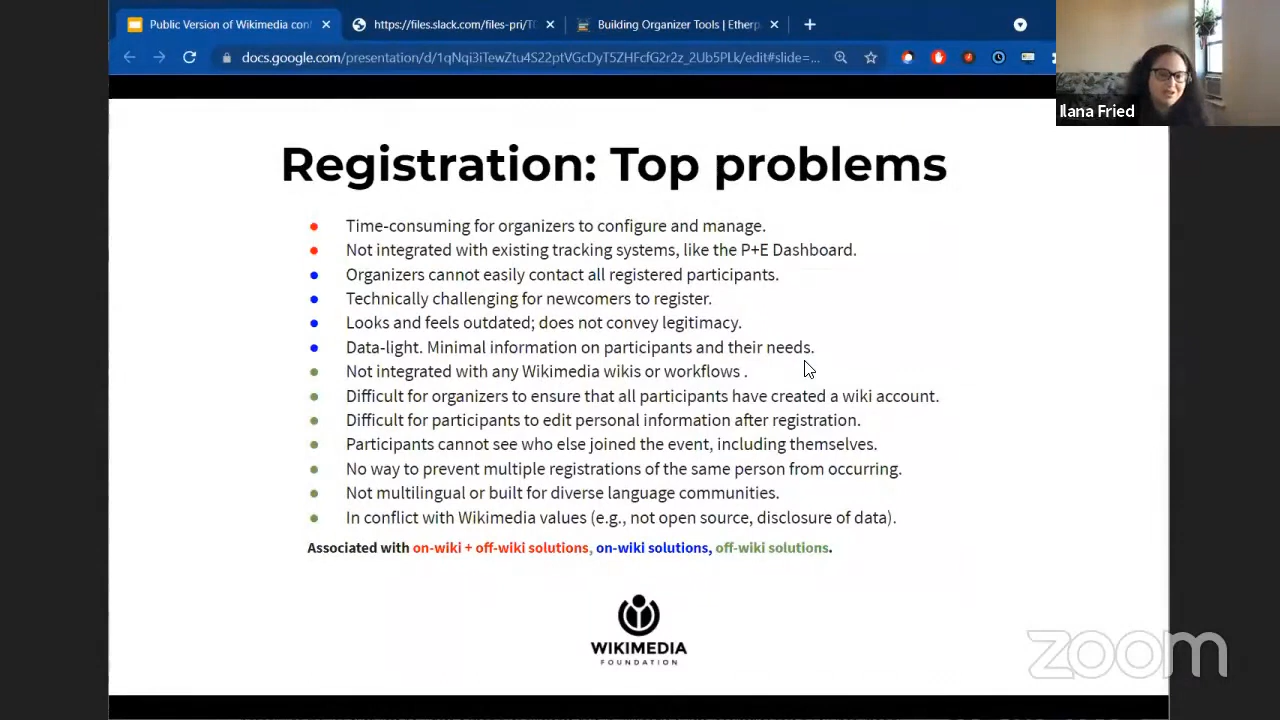 Public Version of Wikimedia con
https://files.slack.com/files-pri/T0
Building Organizer Tools | Etherp
docs.google.com/presentation/d/1qNqi3iTewZtu4S22ptVGcDyT5ZHFcfG2r2z_2Ub5PLk/edit#slide=...
Ilana Fried
Registration: Top problems
Time-consuming for organizers to configure and manage.
Not integrated with existing tracking systems, like the P+E Dashboard.
Organizers cannot easily contact all registered participants.
Technically challenging for newcomers to register.
Looks and feels outdated; does not convey legitimacy.
Data-light. Minimal information on participants and their needs.
Not integrated with any Wikimedia wikis or workflows .
Difficult for organizers to ensure that all participants have created a wiki account.
Difficult for participants to edit personal information after registration.
Participants cannot see who else joined the event, including themselves.
No way to prevent multiple registrations of the same person from occurring.
Not multilingual or built for diverse language communities.
In conflict with Wikimedia values (e.g., not open source, disclosure of data).
Associated with on-wiki + off-wiki solutions, on-wiki solutions, off-wiki solutions.
WIKIMEDIA
FOUNDATION
zoom